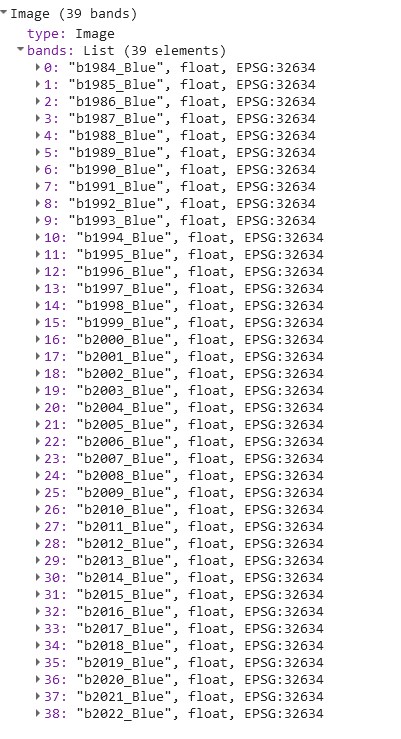 Image (39 bands)
type: Image
bands: List (39 elements)
0: "b1984_Blue", float, EPSG:32634
1: "b1985_Blue", float, EPSG:32634
2: "b1986_Blue", float, EPSG:32634
3: "b1987_Blue", float, EPSG:32634
4: "b1988_Blue", float, EPSG:32634
5: "b1989_Blue", float, EPSG:32634
6: "b1990_Blue", float, EPSG:32634
7: "b1991_Blue", float, EPSG:32634
8: "b1992_Blue", float, EPSG:32634
9: "b1993_Blue", float, EPSG:32634
10: "b1994_Blue", float, EPSG:32634
11: "b1995_Blue", float, EPSG:32634
12: "b1996_Blue", float, EPSG:32634
13: "b1997_Blue", float, EPSG:32634
14: "b1998_Blue", float, EPSG:32634
15: "b1999_Blue", float, EPSG:32634
16: "b2000_Blue", float, EPSG:32634
17: "b2001_Blue", float, EPSG:32634
18: "b2002_Blue", float, EPSG:32634
19: "b2003_Blue", float, EPSG:32634
20: "b2004_Blue", float, EPSG:32634
21: "b2005_Blue", float, EPSG:32634
22: "b2006_Blue", float, EPSG:32634
23: "b2007_Blue", float, EPSG:32634
24: "b2008_Blue", float, EPSG:32634
25: "b2009_Blue", float, EPSG:32634
26: "b2010_Blue", float, EPSG:32634
27: "b2011_Blue", float, EPSG:32634
28: "b2012_Blue", float, EPSG:32634
29: "b2013_Blue", float, EPSG:32634
30: "b2014_Blue", float, EPSG:32634
31: "b2015_Blue", float, EPSG:32634
32: "b2016_Blue", float, EPSG:32634
33: "b2017_Blue", float, EPSG:32634
34: "b2018_Blue", float, EPSG:32634
35: "b2019_Blue", float, EPSG:32634
36: "b2020_Blue", float, EPSG:32634
37: "b2021_Blue", float, EPSG:32634
38: "b2022_Blue", float, EPSG:32634